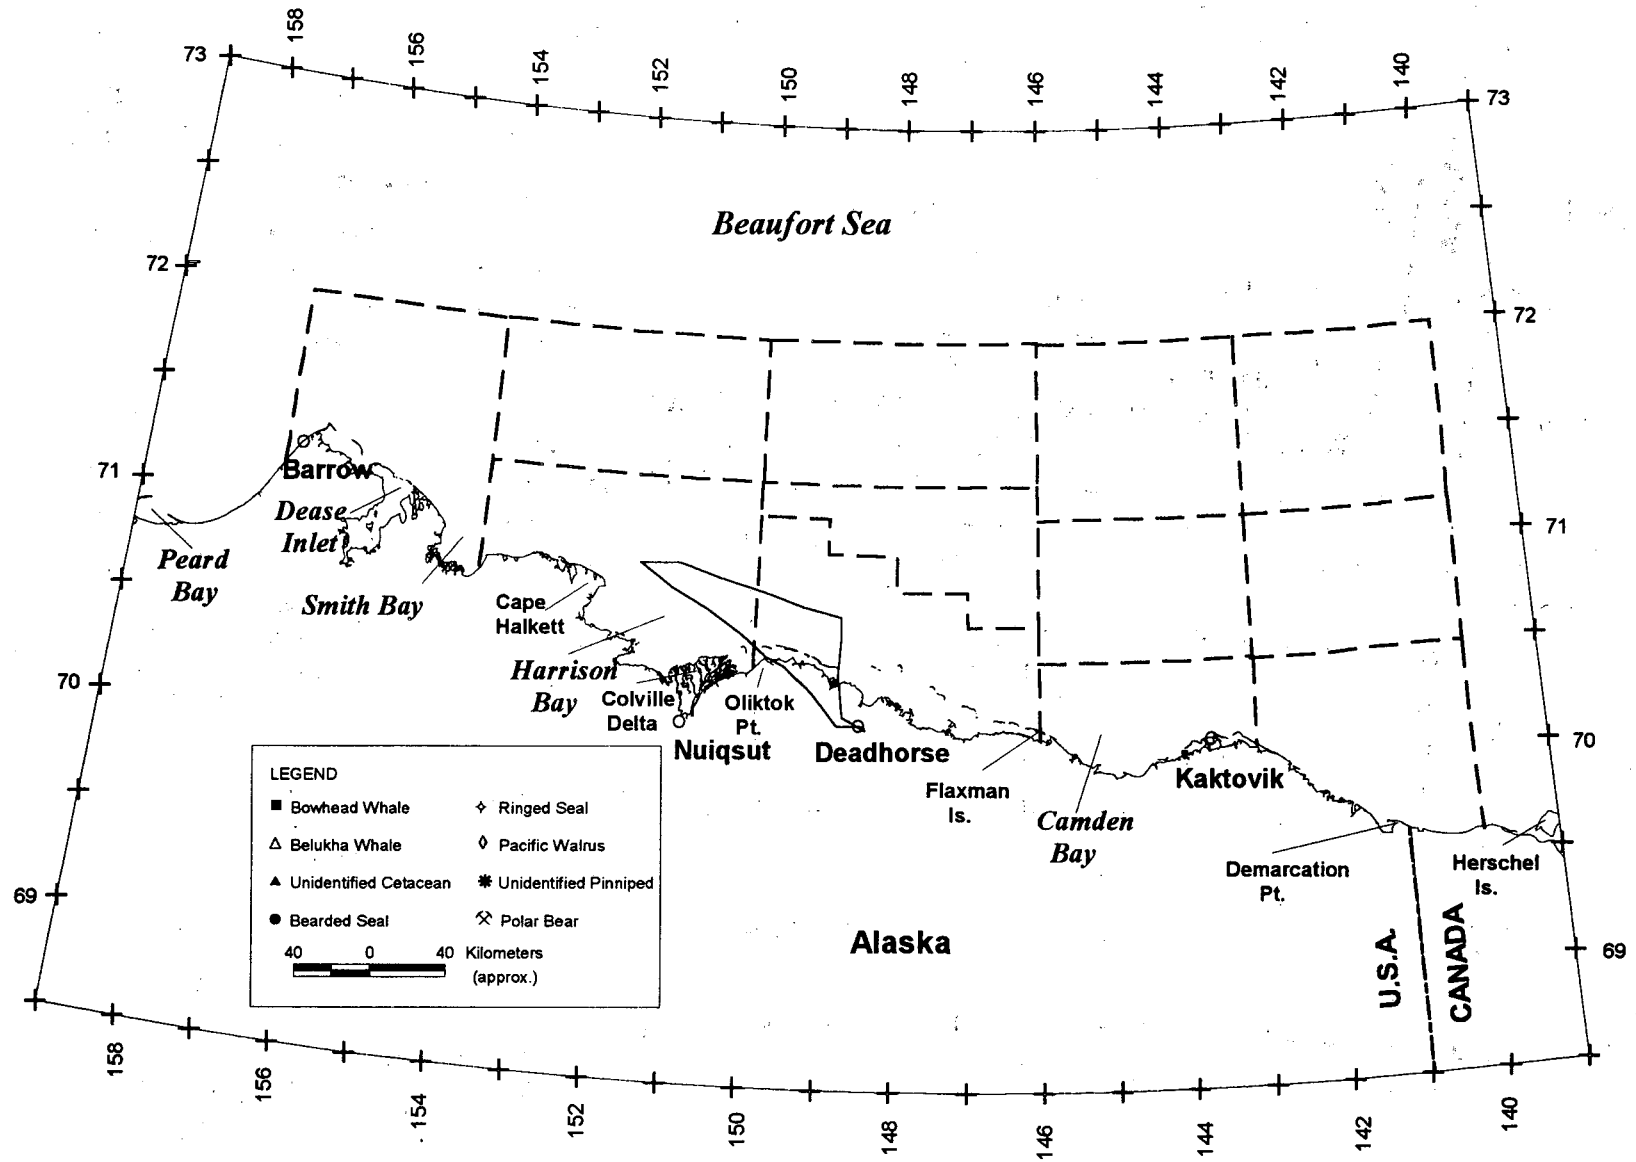 158
156
154
152
150
148
146
144
142
140
73
73
Beaufort Sea
72
72
71
Barrow
Dease
Inlet
71
Peard
Bay
Smith Bay
Cape
Halkett
Harrison
Bay
70
Colville
Delta
Oliktok
Pt.
70
Nuiqsut
Deadhorse
Kaktovik
Flaxman
Is.
Camden
Bay
Demarcation
Pt.
Herschel
Is.
LEGEND
Bowhead Whale
Ringed Seal
Belukha Whale
Pacific Walrus
Unidentified Cetacean
Unidentified Pinniped
Bearded Seal
Polar Bear
40 0 40 Kilometers
(approx.)
69
Alaska
U.S.A.
CANADA
69
158
156
154
152
150
148
146
144
142
140